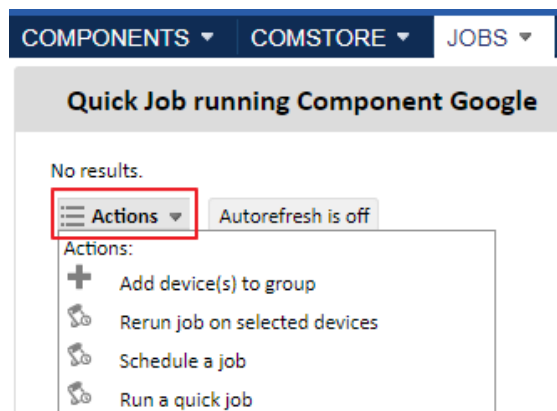 COMPONENTS COMSTORE JOBS
Quick Job running Component Google
No results.
Actions Autorefresh is off
Actions:
Add device(s) to group
Rerun job on selected devices
Schedule a job
Run a quick job